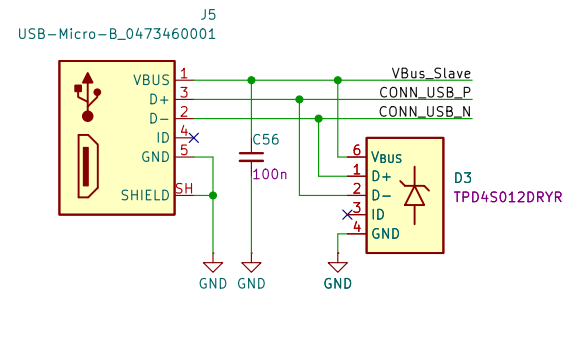 J5
USB-Micro-B_0473460001
VBUS 1
D+ 3
D- 2
ID 4
GND 5
SHIELD SH
VBus_Slave
CONN_USB_P
CONN_USB_N
C56
100n
6 VBUS
1 D+
2 D-
3 ID
4 GND
D3
TPD4S012DRYR
GND
GND
GND